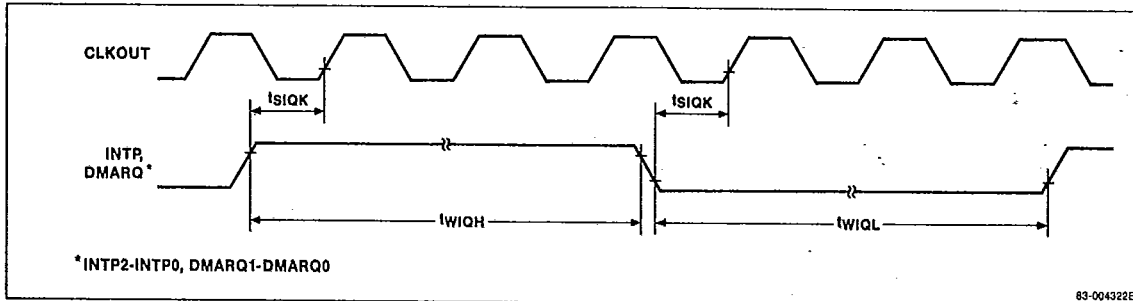 CLKOUT
tSIQK
tSIQK
INTP,
DMARQ*
tWIQH
tWIQL
*INTP2-INTP0, DMARQ1-DMARQ0
83-004322B